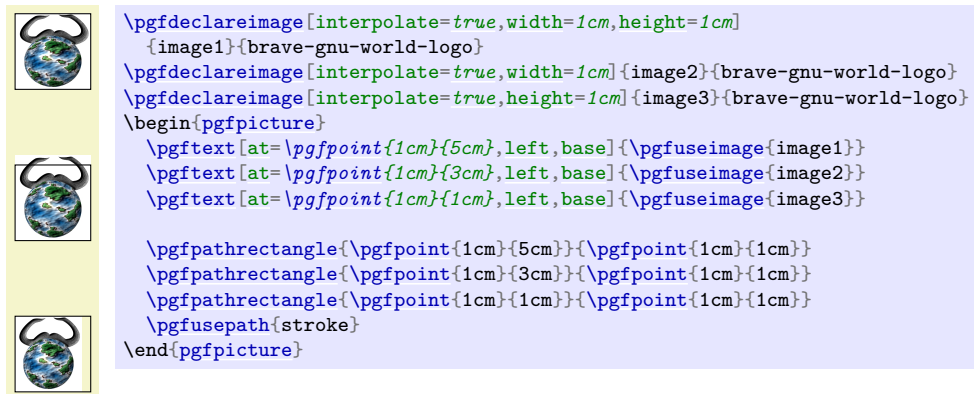 \pgfdeclareimage[interpolate=true,width=1cm,height=1cm]
{image1}{brave-gnu-world-logo}
\pgfdeclareimage[interpolate=true,width=1cm]{image2}{brave-gnu-world-logo}
\pgfdeclareimage[interpolate=true,height=1cm]{image3}{brave-gnu-world-logo}
\begin{pgfpicture}
\pgftext[at=\pgfpoint{1cm}{5cm},left,base]{\pgfuseimage{image1}}
\pgftext[at=\pgfpoint{1cm}{3cm},left,base]{\pgfuseimage{image2}}
\pgftext[at=\pgfpoint{1cm}{1cm},left,base]{\pgfuseimage{image3}}
\pgfpathrectangle{\pgfpoint{1cm}{5cm}}{\pgfpoint{1cm}{1cm}}
\pgfpathrectangle{\pgfpoint{1cm}{3cm}}{\pgfpoint{1cm}{1cm}}
\pgfpathrectangle{\pgfpoint{1cm}{1cm}}{\pgfpoint{1cm}{1cm}}
\pgfusepath{stroke}
\end{pgfpicture}